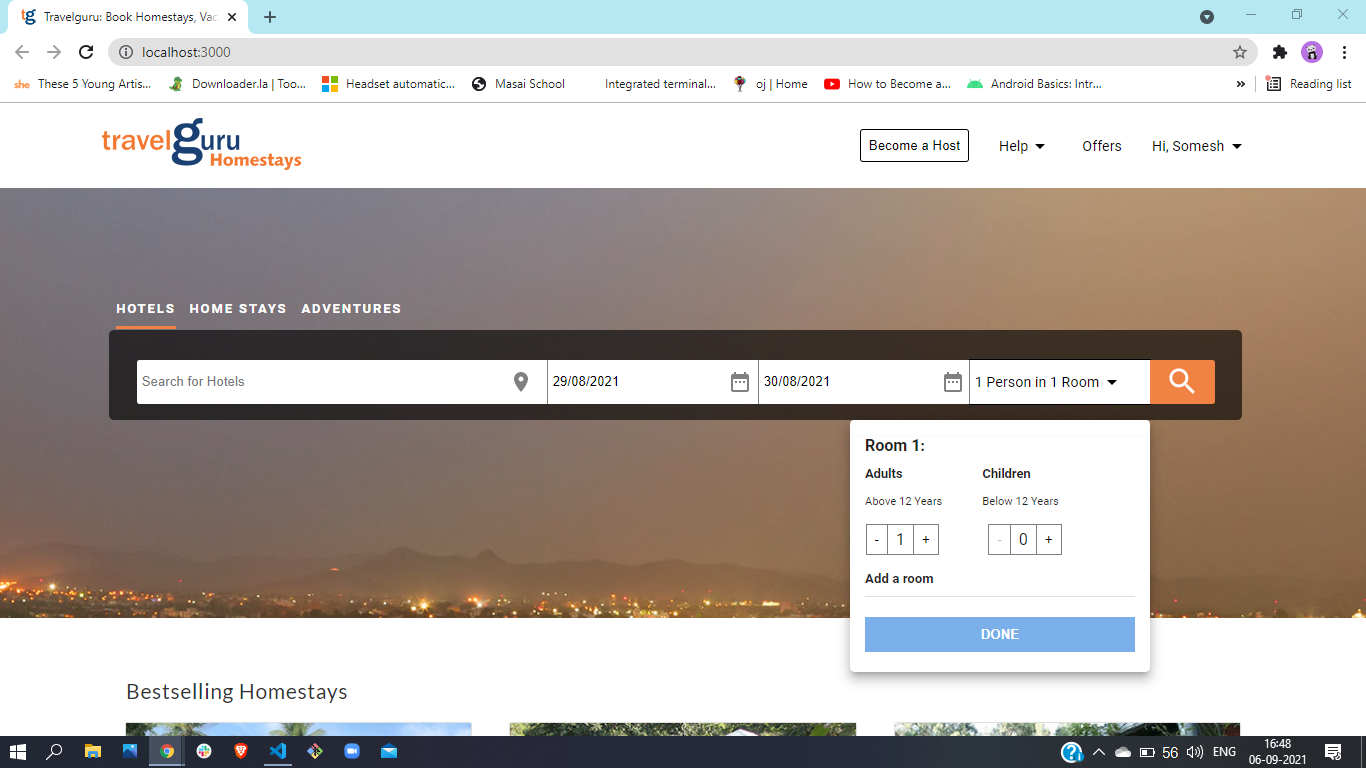 tg Travelguru: Book Homestays, Vac
localhost:3000
she These 5 Young Artis...
Downloader.la | Too...
Headset automatic...
Masai School
Integrated terminal...
oj | Home
How to Become a...
Android Basics: Intr...
»
Reading list
travelguru
Homestays
Become a Host
Help
Offers
Hi, Somesh
HOTELS
HOME STAYS
ADVENTURES
Search for Hotels
29/08/2021
30/08/2021
1 Person in 1 Room
Room 1:
Adults
Children
Above 12 Years
Below 12 Years
- 1 +
- 0 +
Add a room
DONE
Bestselling Homestays
56
ENG
16:48
06-09-2021